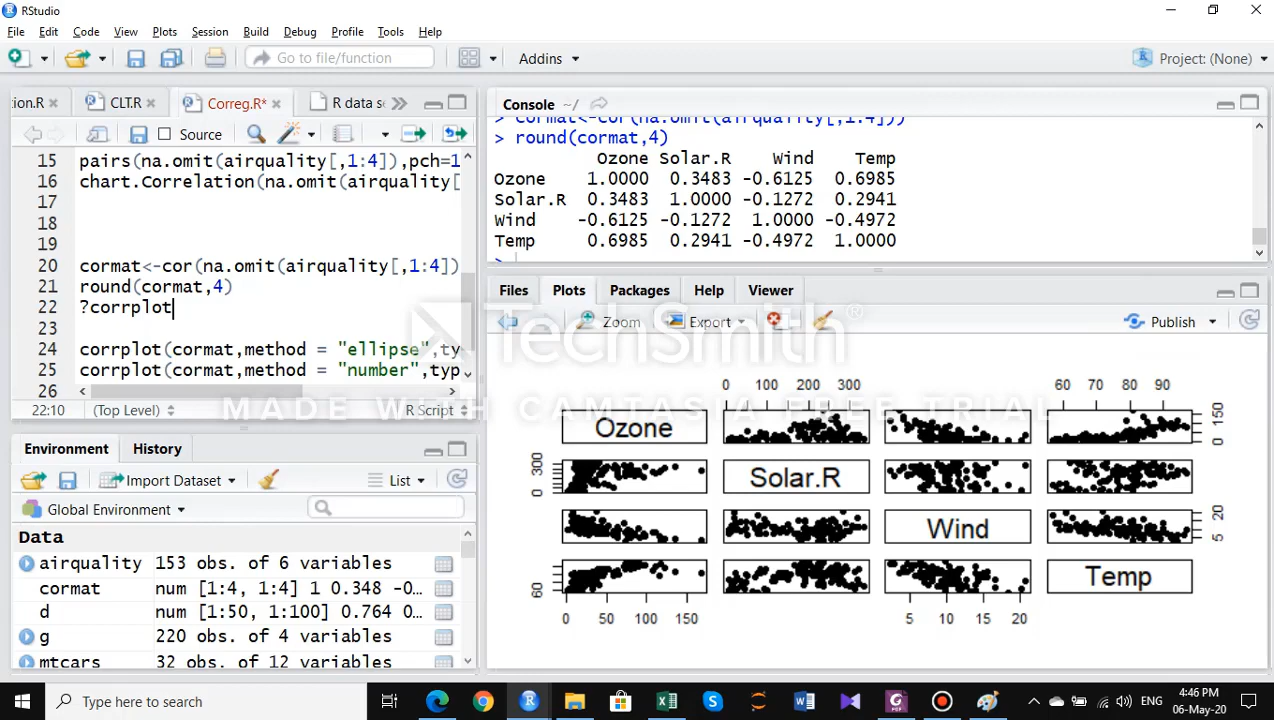 RStudio
File Edit Code View Plots Session Build Debug Profile Tools Help
Go to file/function Addins Project: (None)
ion.R CLT.R Correg.R* R data s
Source
15 pairs(na.omit(airquality[,1:4]),pch=1
16 chart.Correlation(na.omit(airquality[
17
18
19
20 cormat<-cor(na.omit(airquality[,1:4])
21 round(cormat,4)
22 ?corrplot
23
24 corrplot(cormat,method = "ellipse",ty
25 corrplot(cormat,method = "number",typ
26
22:10 (Top Level) R Script
Console ~/
> cormat<-cor(na.omit(airquality[,1:4]))
> round(cormat,4)
Ozone Solar.R Wind Temp
Ozone 1.0000 0.3483 -0.6125 0.6985
Solar.R 0.3483 1.0000 -0.1272 0.2941
Wind -0.6125 -0.1272 1.0000 -0.4972
Temp 0.6985 0.2941 -0.4972 1.0000
>
Environment History
Import Dataset List
Global Environment
Data
airquality 153 obs. of 6 variables
cormat num [1:4, 1:4] 1 0.348 -0...
d num [1:50, 1:100] 0.764 0...
g 220 obs. of 4 variables
mtcars 32 obs. of 12 variables
Files Plots Packages Help Viewer
Zoom Export Publish
TechSmith®
MADE WITH CAMTASIA FREE TRIAL
0 100 200 300 60 70 80 90
Ozone
0 150
0 300
Solar.R
Wind
5 20
60
Temp
0 50 100 150 5 10 15 20
Type here to search
ENG
4:46 PM
06-May-20